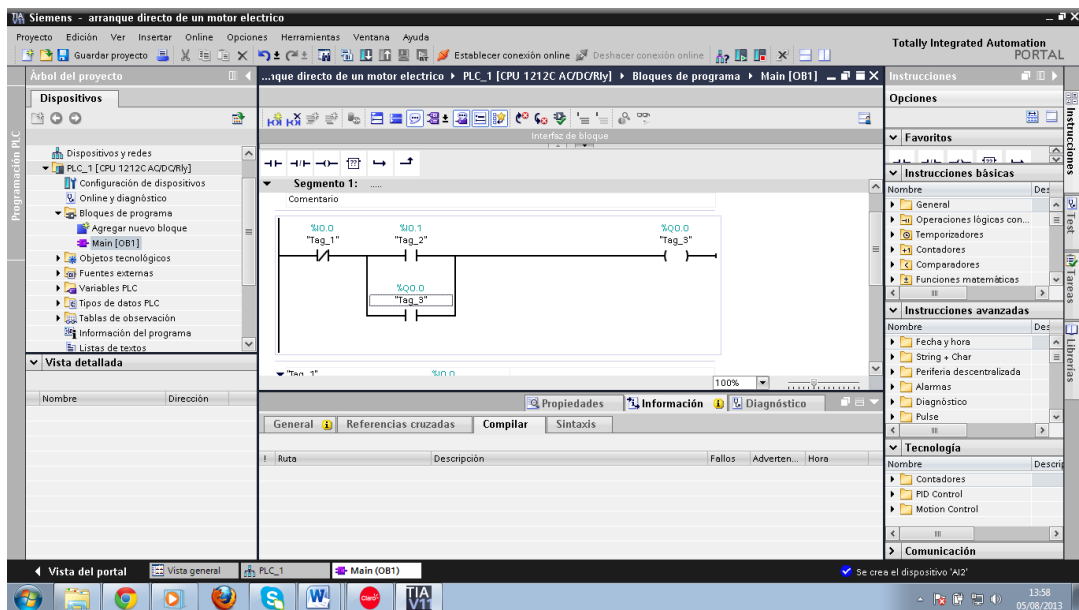 Siemens - arranque directo de un motor electrico
Proyecto Edición Ver Insertar Online Opciones Herramientas Ventana Ayuda
Totally Integrated Automation
PORTAL
Guardar proyecto
Establecer conexión online
Deshacer conexión online
Árbol del proyecto
...que directo de un motor electrico
PLC_1 [CPU 1212C AC/DC/Rly]
Bloques de programa
Main [OB1]
Instrucciones
Dispositivos
Opciones
Programación PLC
Interfaz de bloque
Favoritos
Dispositivos y redes
PLC_1 [CPU 1212C AC/DC/Rly]
Configuración de dispositivos
Online y diagnóstico
Bloques de programa
Agregar nuevo bloque
Main [OB1]
Objetos tecnológicos
Fuentes externas
Variables PLC
Tipos de datos PLC
Tablas de observación
Información del programa
Listas de textos
Segmento 1: .....
Comentario
%I0.0
"Tag_1"
%I0.1
"Tag_2"
%Q0.0
"Tag_3"
%Q0.0
"Tag_3"
"Tag_1" %I0.0
100%
Instrucciones básicas
Nombre Des
General
Operaciones lógicas con...
Temporizadores
Contadores
Comparadores
Funciones matemáticas
Instrucciones avanzadas
Nombre Des
Fecha y hora
String + Char
Periferia descentralizada
Alarmas
Diagnóstico
Pulse
Tecnología
Nombre Descrip
Contadores
PID Control
Motion Control
Comunicación
Instrucciones
Test
Tareas
Librerías
Vista detallada
Nombre Dirección
Propiedades Información Diagnóstico
General Referencias cruzadas Compilar Sintaxis
! Ruta Descripción Fallos Adverten... Hora
Vista del portal
Vista general
PLC_1
Main (OB1)
Se crea el dispositivo 'AI2'
Claro
TIA
V11
13:58
05/08/2013